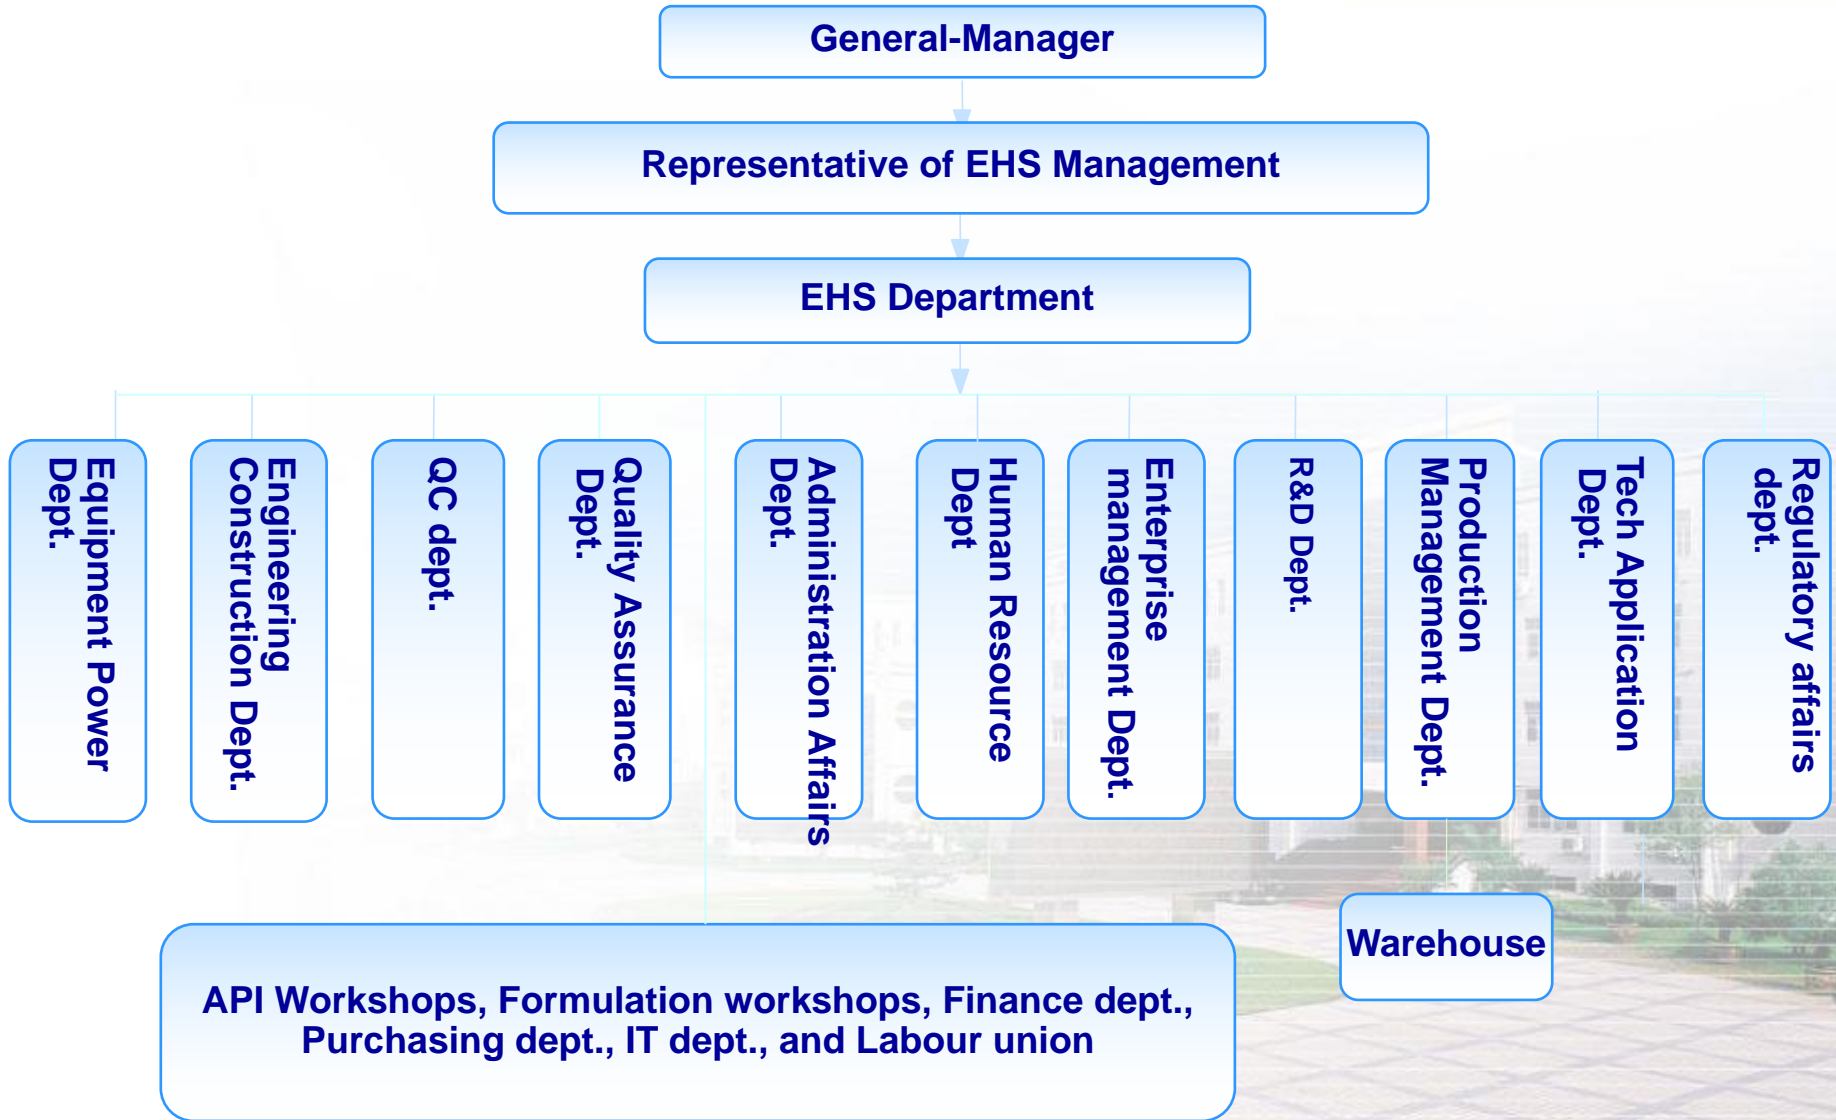 General-Manager
Representative of EHS Management
EHS Department
Equipment Power
Dept.
Engineering
Construction Dept.
QC dept.
Quality Assurance
Dept.
Administration Affairs
Dept.
Human Resource
Dept
Enterprise
management Dept.
R&D Dept.
Production
Management Dept.
Tech Application
Dept.
Regulatory affairs
dept.
Warehouse
API Workshops, Formulation workshops, Finance dept.,
Purchasing dept., IT dept., and Labour union